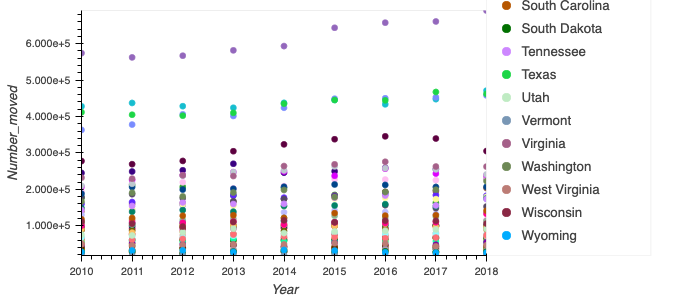 South Carolina
South Dakota
Tennessee
Texas
Utah
Vermont
Virginia
Washington
West Virginia
Wisconsin
Wyoming
6.000e+5
5.000e+5
4.000e+5
3.000e+5
2.000e+5
1.000e+5
Number_moved
2010 2011 2012 2013 2014 2015 2016 2017 2018
Year